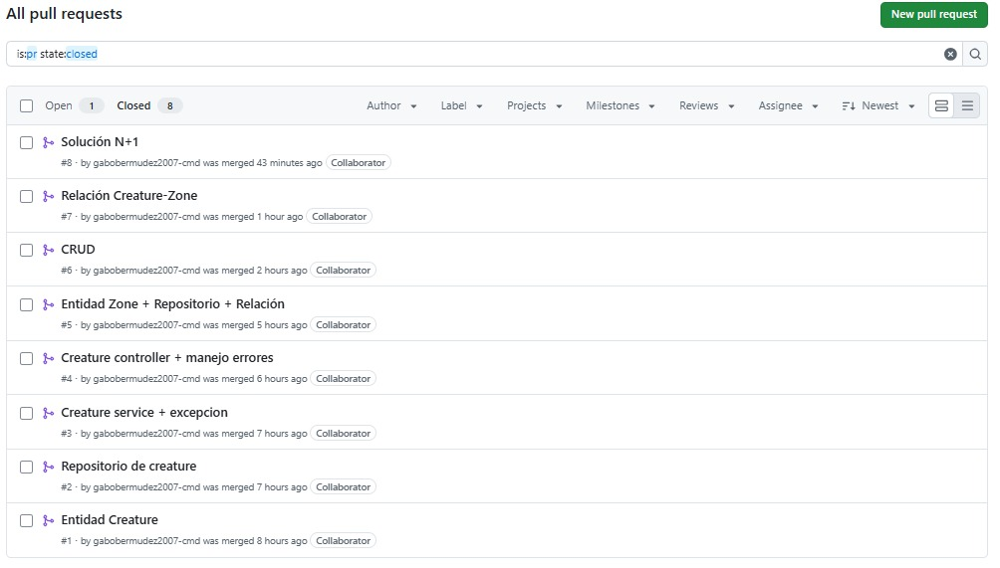 All pull requests
New pull request
is:pr state:closed
Open 1 Closed 8 Author Label Projects Milestones Reviews Assignee Newest
Solución N+1
#8 · by gabobermudez2007-cmd was merged 43 minutes ago Collaborator
Relación Creature-Zone
#7 · by gabobermudez2007-cmd was merged 1 hour ago Collaborator
CRUD
#6 · by gabobermudez2007-cmd was merged 2 hours ago Collaborator
Entidad Zone + Repositorio + Relación
#5 · by gabobermudez2007-cmd was merged 5 hours ago Collaborator
Creature controller + manejo errores
#4 · by gabobermudez2007-cmd was merged 6 hours ago Collaborator
Creature service + excepcion
#3 · by gabobermudez2007-cmd was merged 7 hours ago Collaborator
Repositorio de creature
#2 · by gabobermudez2007-cmd was merged 7 hours ago Collaborator
Entidad Creature
#1 · by gabobermudez2007-cmd was merged 8 hours ago Collaborator